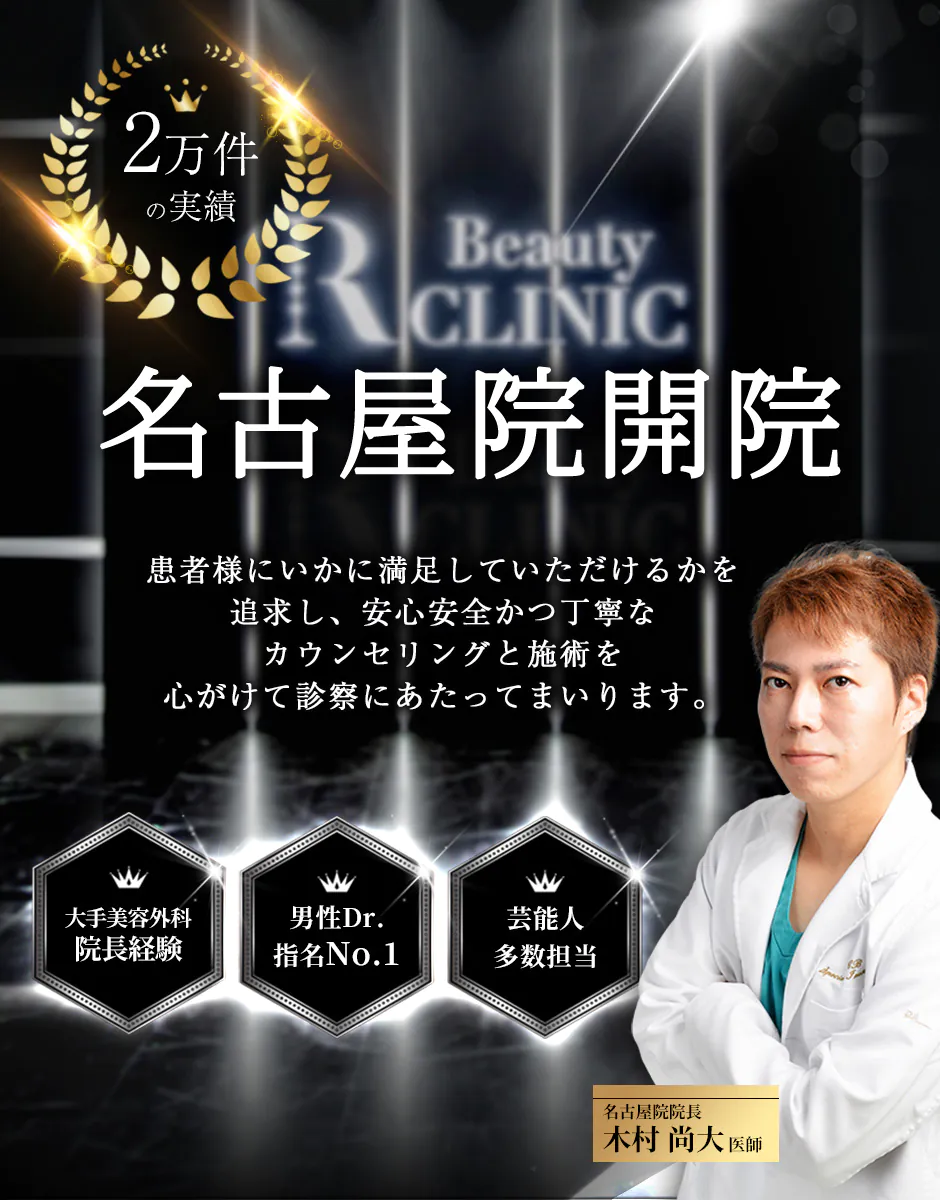 2万件
の実績
R Beauty
CLINIC
名古屋院開院
患者様にいかに満足していただけるかを
追求し、安心安全かつ丁寧な
カウンセリングと施術を
心がけて診察にあたってまいります。
大手美容外科
院長経験
男性Dr.
指名No.1
芸能人
多数担当
名古屋院院長
木村 尚大 医師